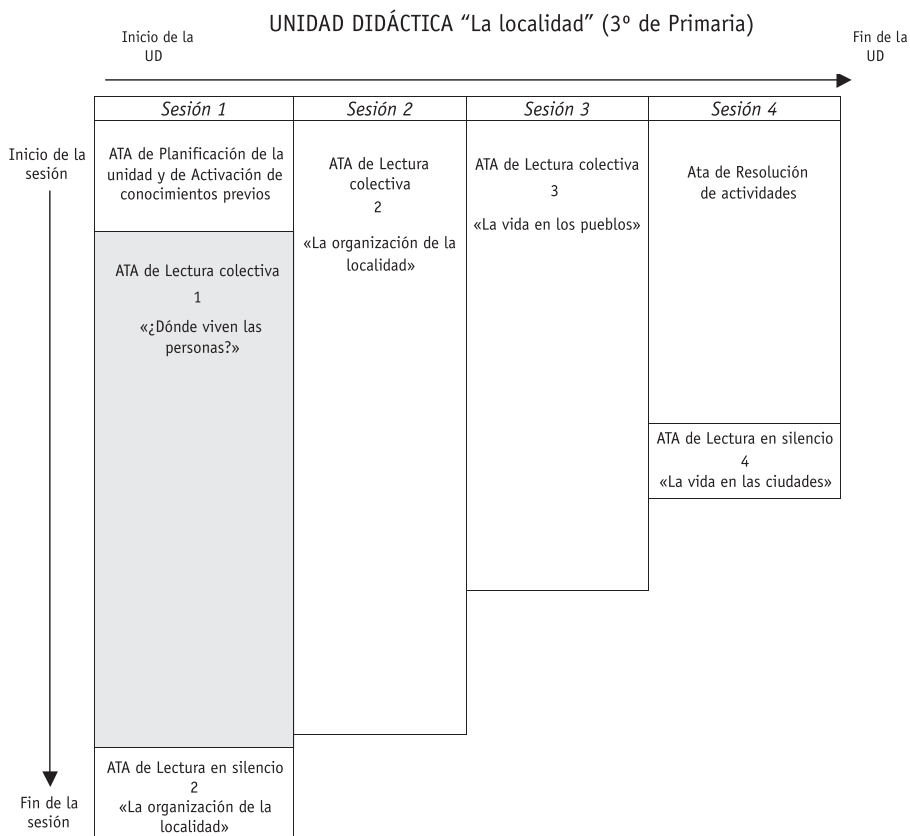 UNIDAD DIDÁCTICA “La localidad” (3º de Primaria)
Inicio de la
UD
Fin de la
UD
Sesión 1
Sesión 2
Sesión 3
Sesión 4
Inicio de la
sesión
ATA de Planificación de la
unidad y de Activación de
conocimientos previos
ATA de Lectura colectiva
1
«¿Dónde viven las
personas?»
ATA de Lectura en silencio
2
«La organización de la
localidad»
ATA de Lectura
colectiva
2
«La organización de la
localidad»
ATA de Lectura colectiva
3
«La vida en los pueblos»
Ata de Resolución
de actividades
ATA de Lectura en silencio
4
«La vida en las ciudades»
Fin de la
sesión